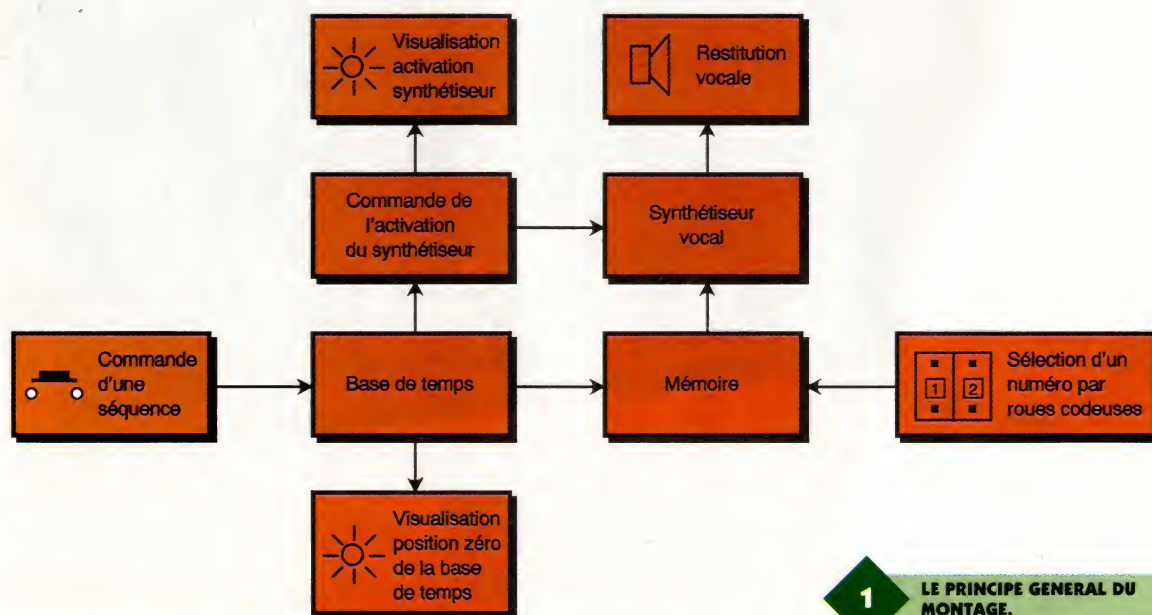 Visualisation
activation
synthétiseur
Restitution
vocale
Commande de
l'activation
du synthétiseur
Synthétiseur
vocal
Commande
d'une
séquence
Base de temps
Mémoire
1
2
Sélection d'un
numéro par
roues codeuses
Visualisation
position zéro
de la base
de temps
1
LE PRINCIPE GENERAL DU
MONTAGE.